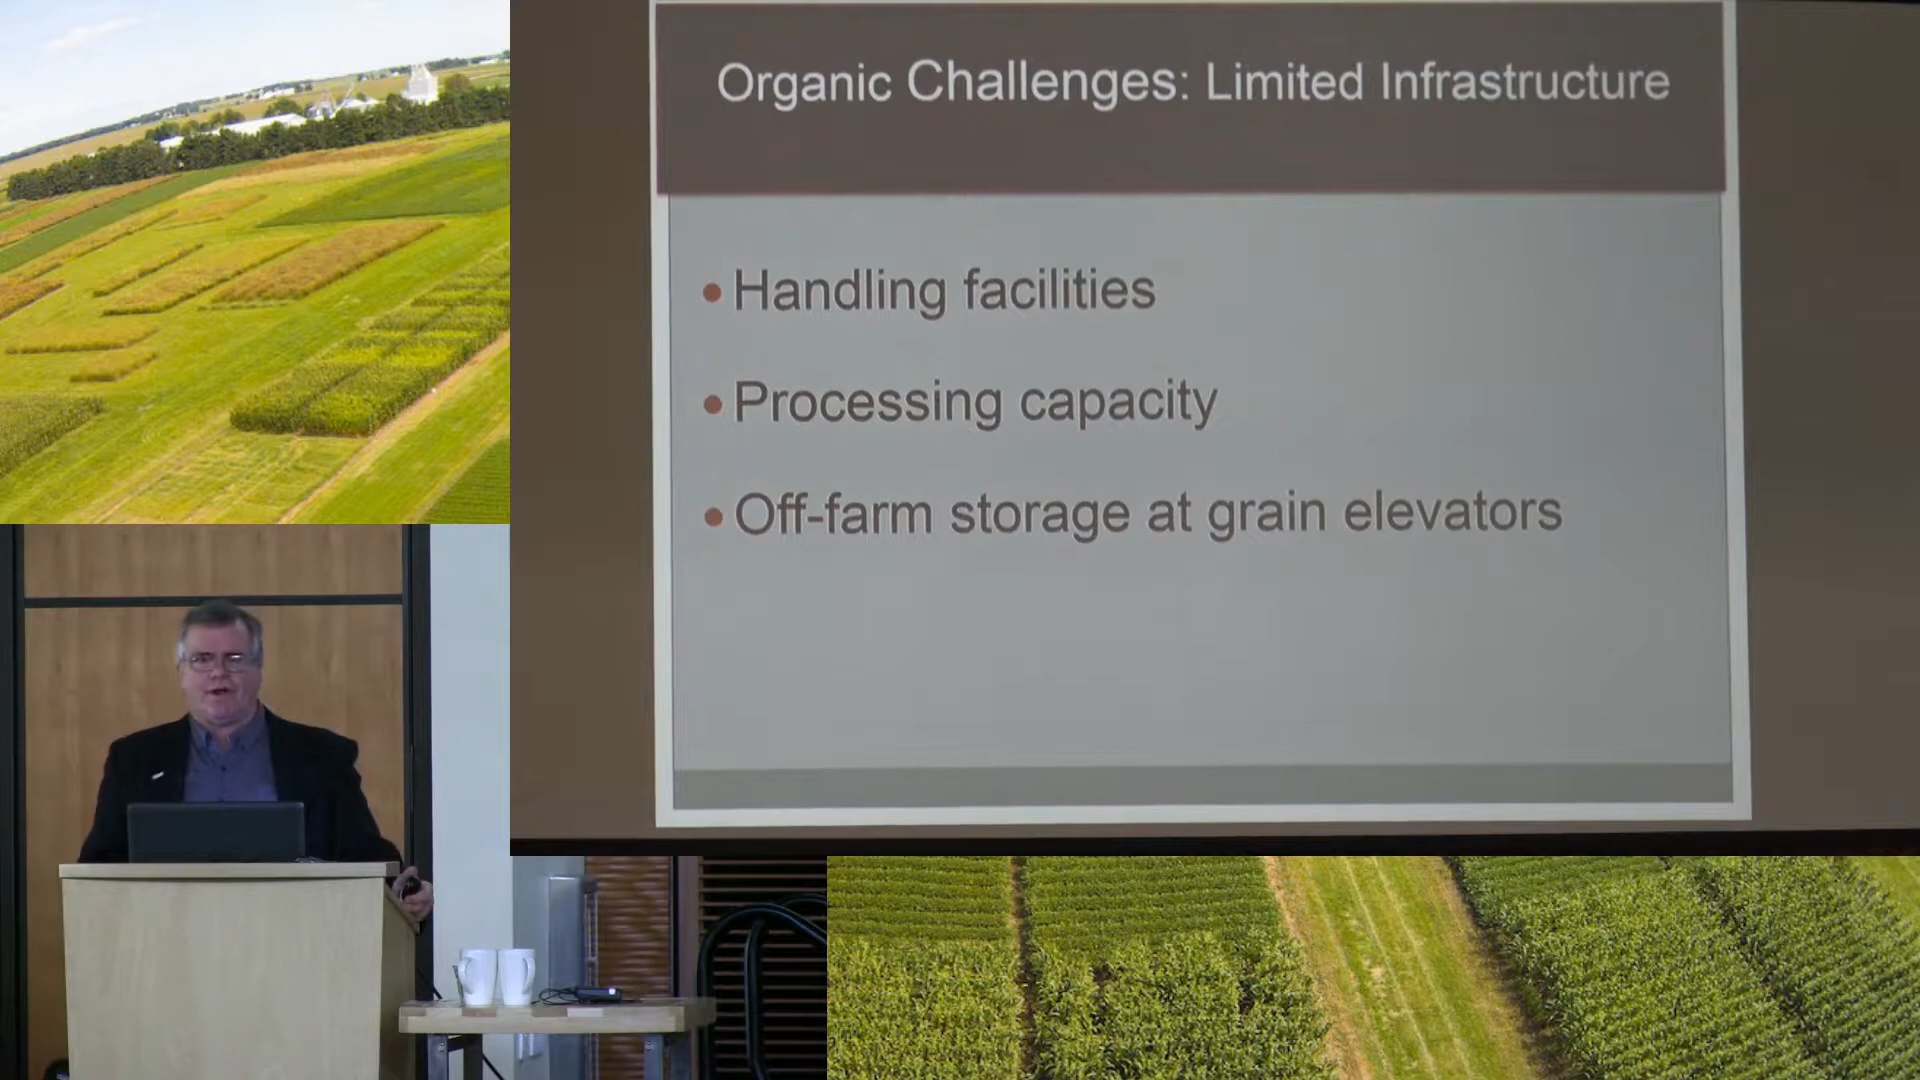 Organic Challenges: Limited Infrastructure
• Handling facilities
• Processing capacity
• Off-farm storage at grain elevators